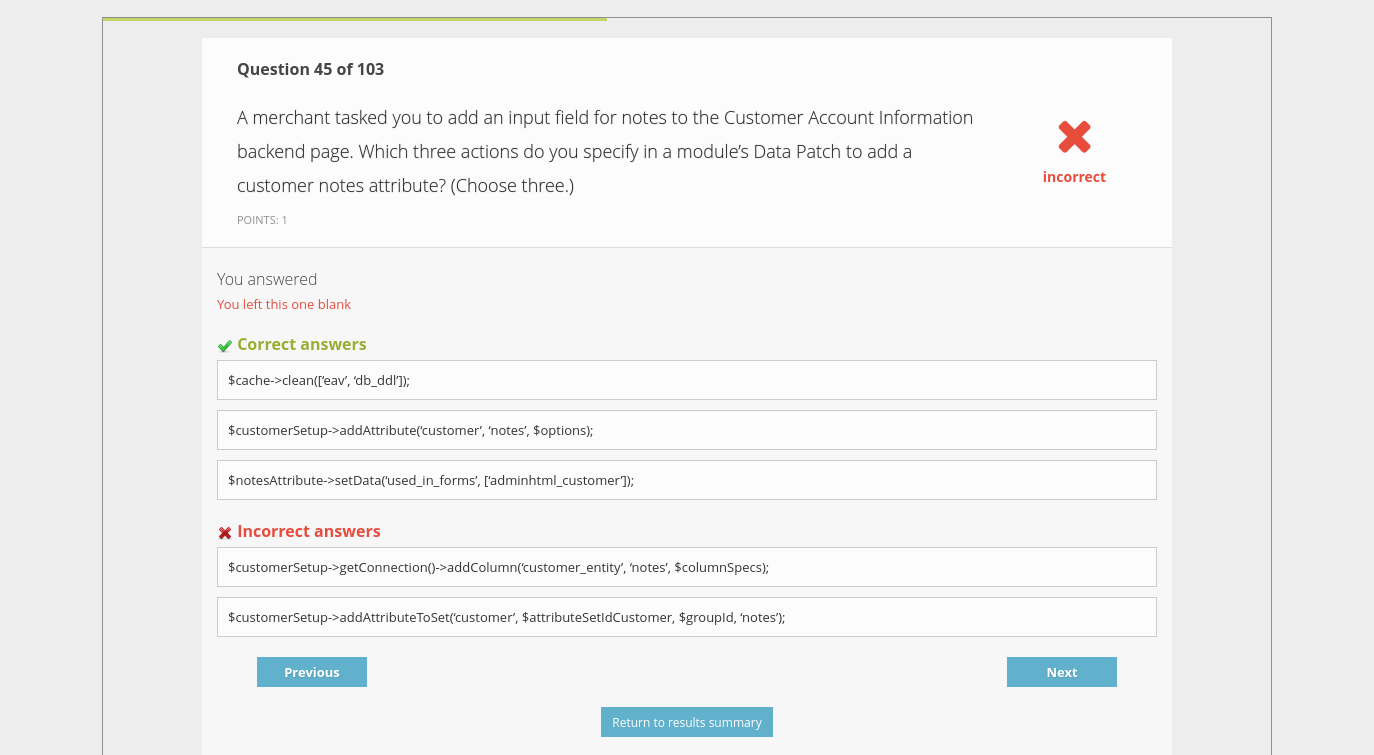 Question 45 of 103
A merchant tasked you to add an input field for notes to the Customer Account Information
backend page. Which three actions do you specify in a module’s Data Patch to add a
customer notes attribute? (Choose three.)
incorrect
POINTS: 1
You answered
You left this one blank
Correct answers
$cache->clean([‘eav’, ‘db_ddl’]);
$customerSetup->addAttribute(‘customer’, ‘notes’, $options);
$notesAttribute->setData(‘used_in_forms’, [‘adminhtml_customer’]);
Incorrect answers
$customerSetup->getConnection()->addColumn(‘customer_entity’, ‘notes’, $columnSpecs);
$customerSetup->addAttributeToSet(‘customer’, $attributeSetIdCustomer, $groupId, ‘notes’);
Previous
Next
Return to results summary